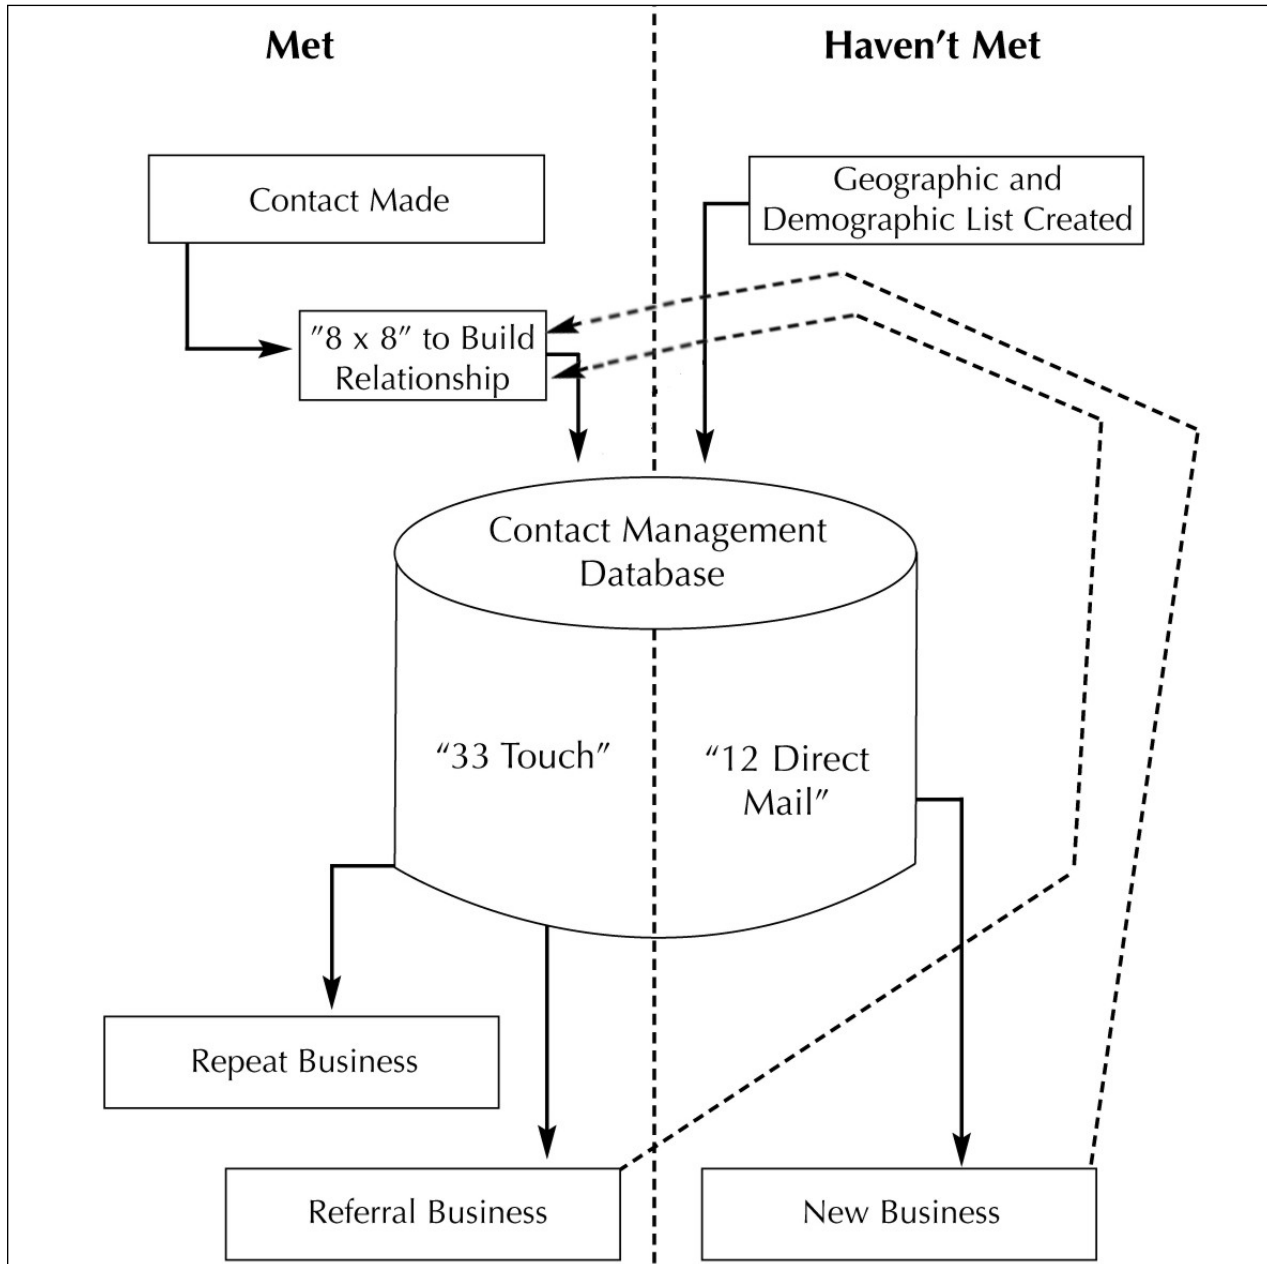 Met
Haven’t Met
Contact Made
Geographic and
Demographic List Created
”8 x 8” to Build
Relationship
Contact Management
Database
“33 Touch”
“12 Direct
Mail”
Repeat Business
Referral Business
New Business